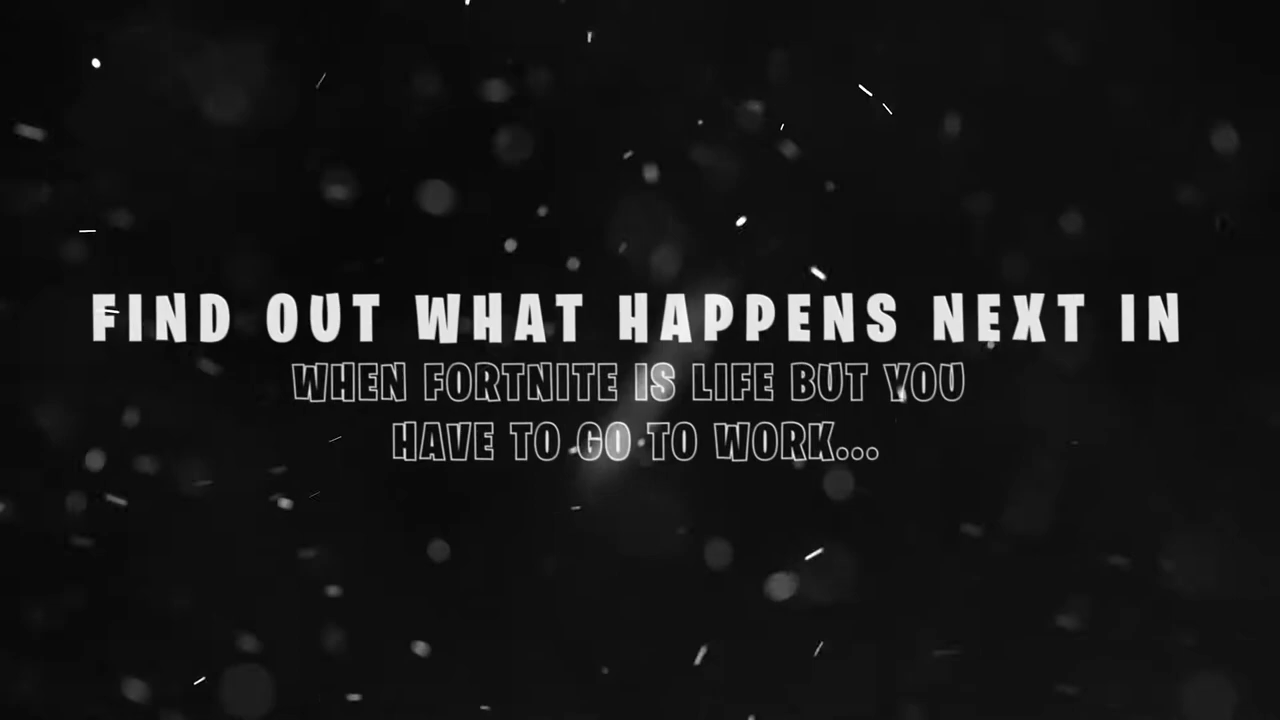 FIND OUT WHAT HAPPENS NEXT IN
WHEN FORTNITE IS LIFE BUT YOU
HAVE TO GO TO WORK...